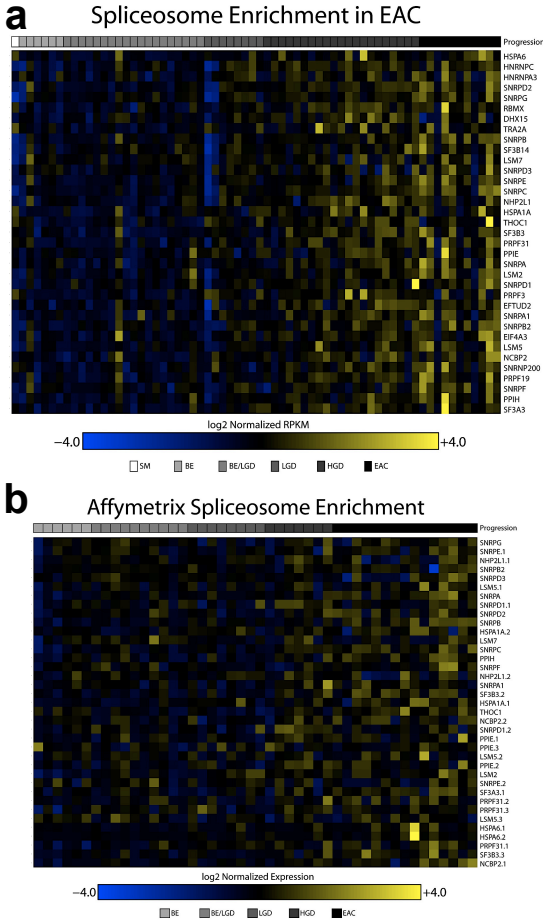 a
Spliceosome Enrichment in EAC
Progression
HSPA6
HNRNPC
HNRNPA3
SNRPD2
SNRPG
RBMX
DHX15
TRA2A
SNRPB
SF3B14
LSM7
SNRPD3
SNRPE
SNRPC
NHP2L1
HSPA1A
THOC1
SF3B3
PRPF31
PPIE
SNRPA
LSM2
SNRPD1
PRPF3
EFTUD2
SNRPA1
SNRPB2
EIF4A3
LSM5
NCBP2
SNRNP200
PRPF19
SNRPF
PPIH
SF3A3
log2 Normalized RPKM
−4.0 +4.0
SM BE BE/LGD LGD HGD EAC
b
Affymetrix Spliceosome Enrichment
Progression
SNRPG
SNRPE.1
NHP2L1.1
SNRPB2
SNRPD3
LSM5.1
SNRPA
SNRPD1.1
SNRPD2
SNRPB
HSPA1A.2
LSM7
SNRPC
PPIH
SNRPF
NHP2L1.2
SNRPA1
SF3B3.2
HSPA1A.1
THOC1
NCBP2.2
SNRPD1.2
PPIE.1
PPIE.3
LSM5.2
PPIE.2
LSM2
SNRPE.2
SF3A3.1
PRPF31.2
PRPF31.3
LSM5.3
HSPA6.1
HSPA6.2
PRPF31.1
SF3B3.3
NCBP2.1
log2 Normalized Expression
−4.0 +4.0
BE BE/LGD LGD HGD EAC